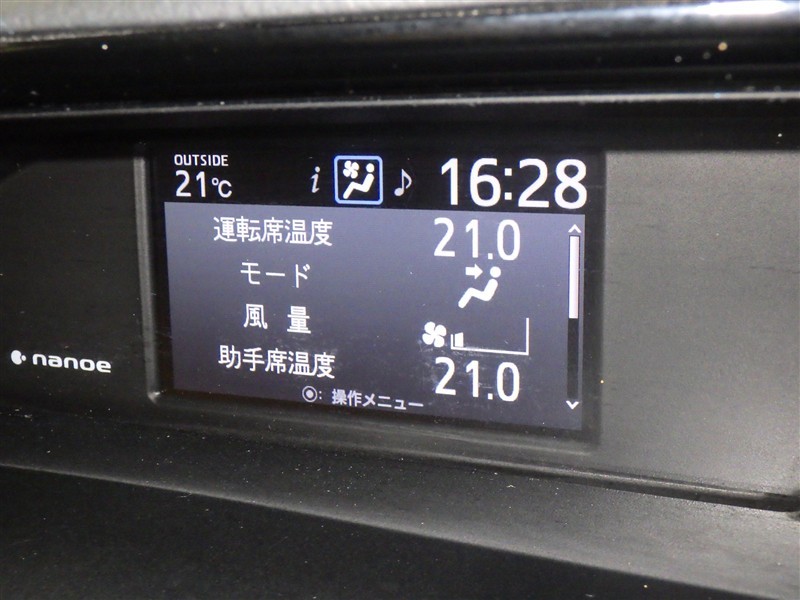 OUTSIDE
21℃
i
♪
16:28
運転席温度 21.0
モード
風量
助手席温度 21.0
◉: 操作メニュー
nanoe